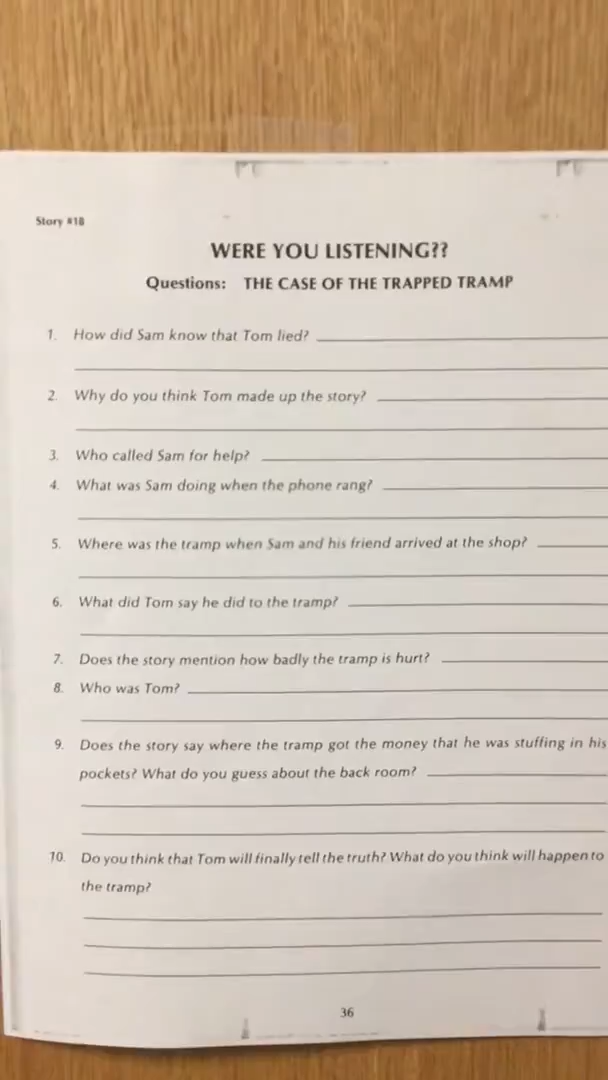 Story #18
WERE YOU LISTENING??
Questions: THE CASE OF THE TRAPPED TRAMP
1. How did Sam know that Tom lied?
2. Why do you think Tom made up the story?
3. Who called Sam for help?
4. What was Sam doing when the phone rang?
5. Where was the tramp when Sam and his friend arrived at the shop?
6. What did Tom say he did to the tramp?
7. Does the story mention how badly the tramp is hurt?
8. Who was Tom?
9. Does the story say where the tramp got the money that he was stuffing in his
pockets? What do you guess about the back room?
10. Do you think that Tom will finally tell the truth? What do you think will happen to
the tramp?
36